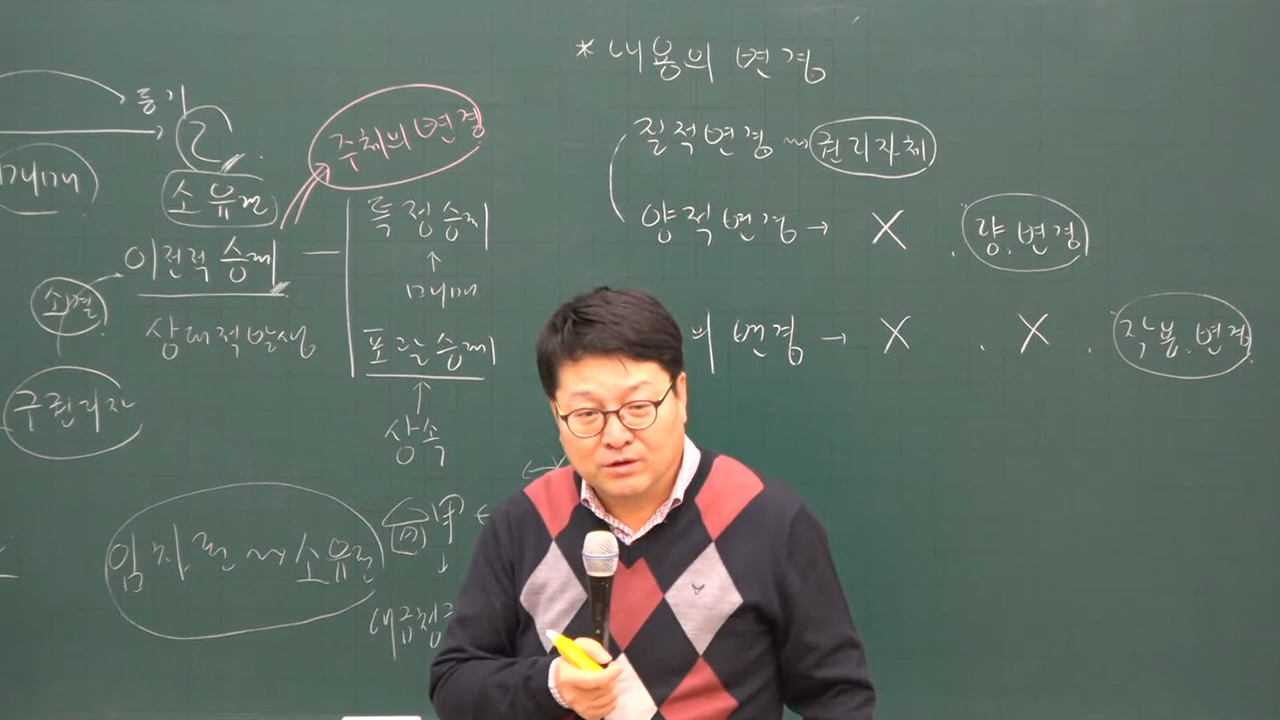 등기
乙
매매
소유권
주체의 변경
이전적 승계
특정승계
매매
소멸
상대적 발생
포괄승계
상속
구권리자
임차권 ~ 소유권
甲
* 내용의 변경
질적변경 ~ 권리자체
양적변경 → X . 량.변경
의 변경 → X . X . 작용.변경